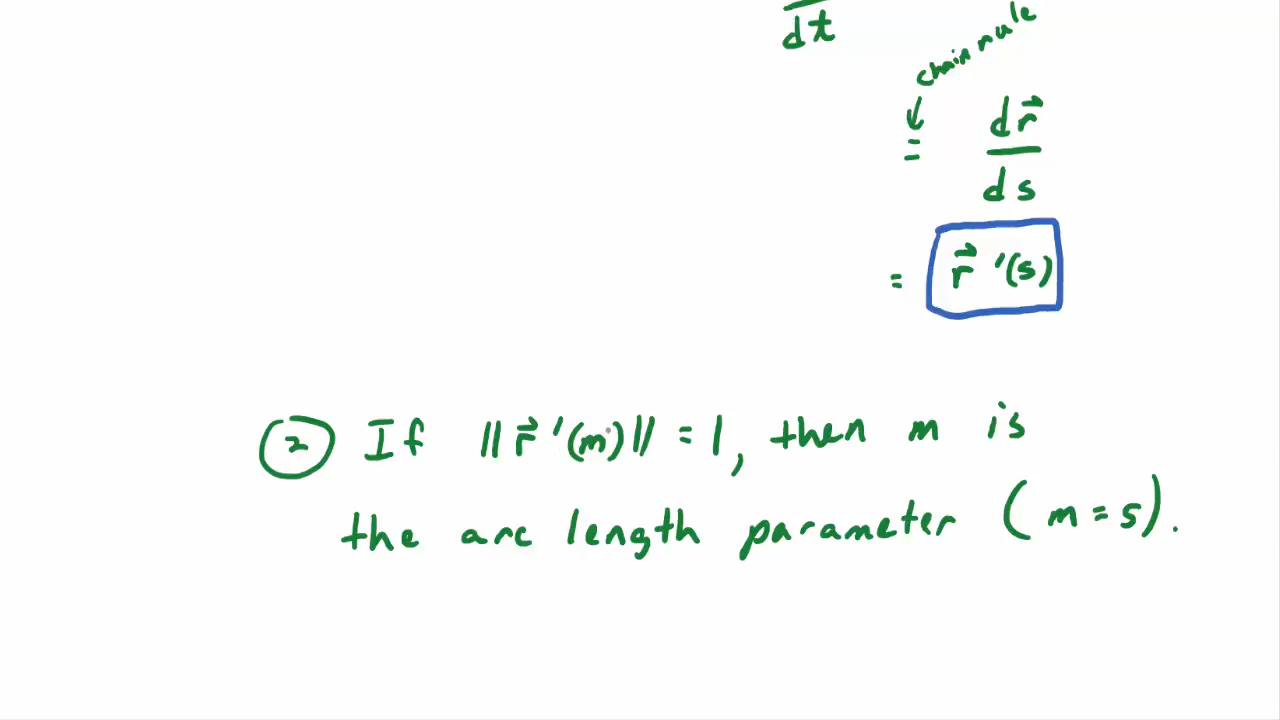 dt
chain rule
= dr⃗
ds
= r⃗ '(s)
② If ||r⃗ '(m)|| = 1, then m is
the arc length parameter (m = s).